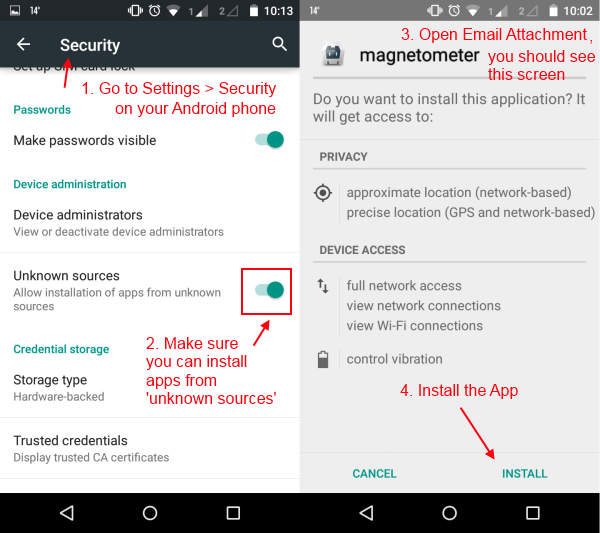 14'
1
2
10:13
Security
Set up SIM card lock
1. Go to Settings > Security
on your Android phone
Passwords
Make passwords visible
Device administration
Device administrators
View or deactivate device administrators
Unknown sources
Allow installation of apps from unknown
sources
2. Make sure
you can install
apps from
'unknown sources'
Credential storage
Storage type
Hardware-backed
Trusted credentials
Display trusted CA certificates
14'
1
2
10:02
3. Open Email Attachment,
you should see
this screen
magnetometer
Do you want to install this application? It
will get access to:
PRIVACY
approximate location (network-based)
precise location (GPS and network-based)
DEVICE ACCESS
full network access
view network connections
view Wi-Fi connections
control vibration
4. Install the App
CANCEL
INSTALL